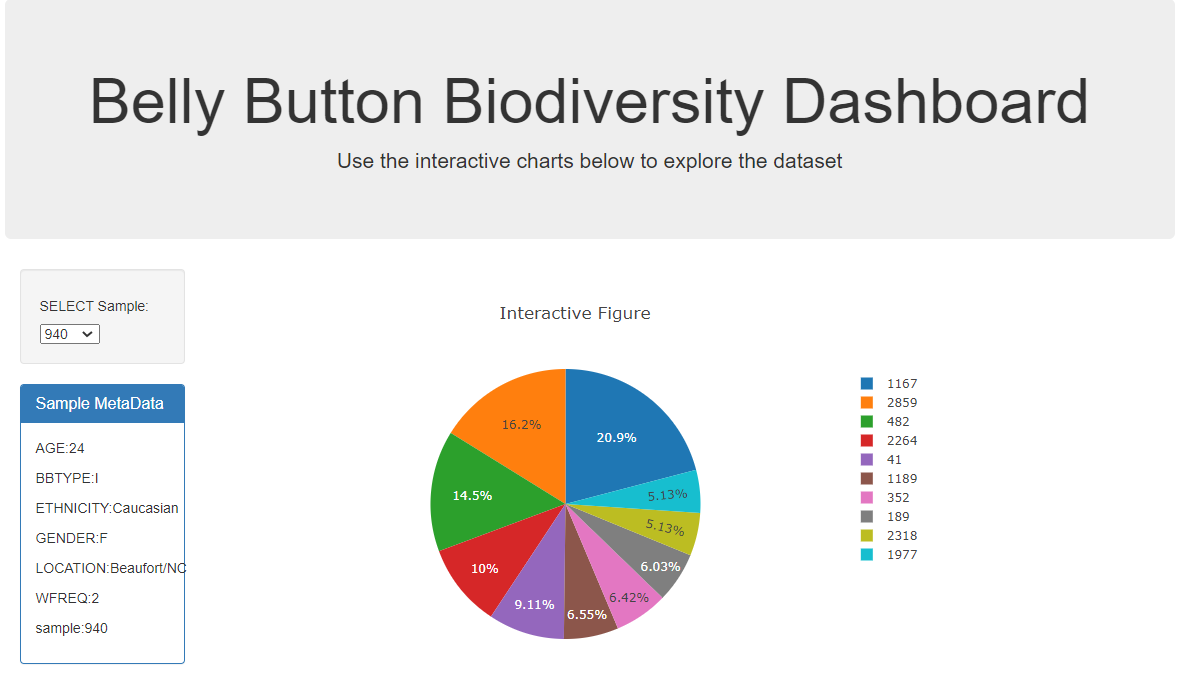 Belly Button Biodiversity Dashboard
Use the interactive charts below to explore the dataset
SELECT Sample:
940
Sample MetaData
AGE:24
BBTYPE:I
ETHNICITY:Caucasian
GENDER:F
LOCATION:Beaufort/NC
WFREQ:2
sample:940
Interactive Figure
20.9%
16.2%
14.5%
10%
9.11%
6.55%
6.42%
6.03%
5.13%
5.13%
1167
2859
482
2264
41
1189
352
189
2318
1977